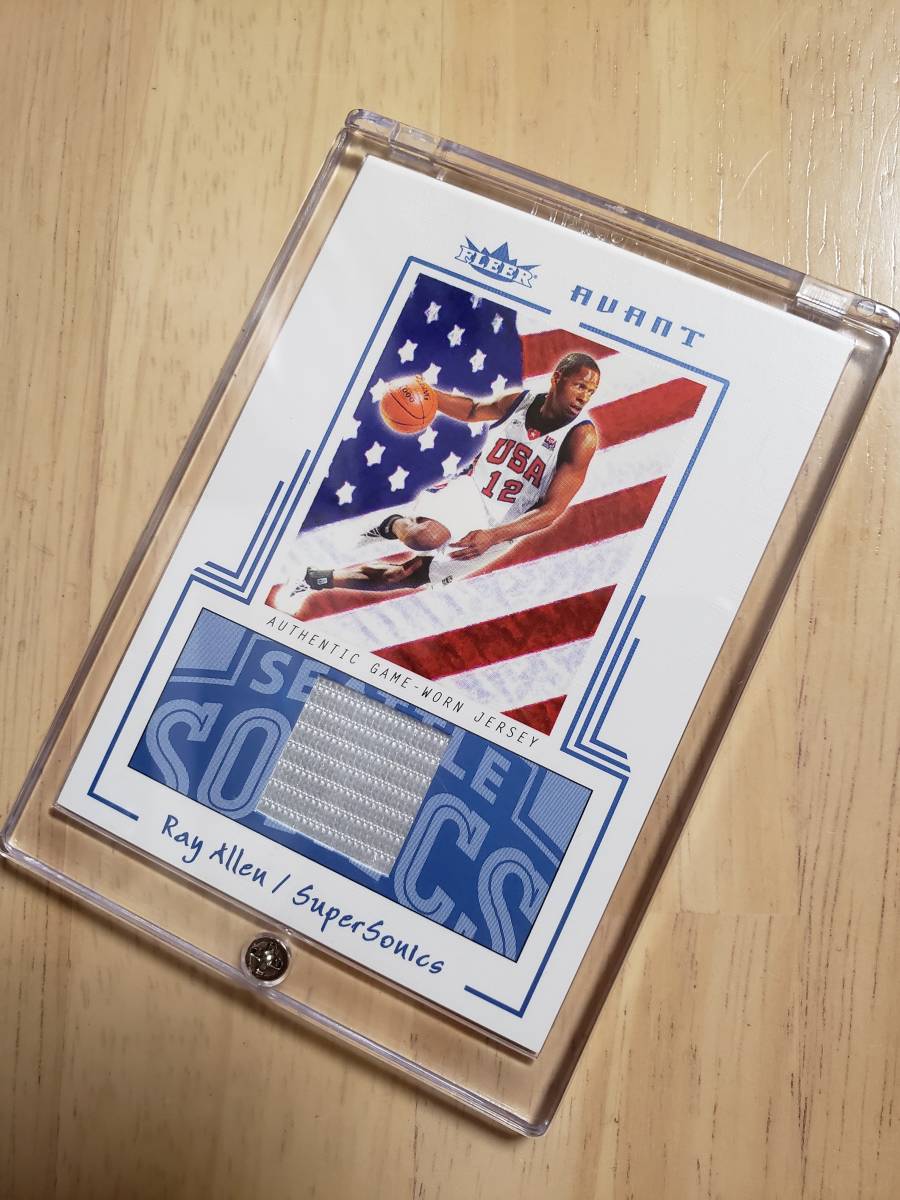 FLEER
AVANT
USA
12
AUTHENTIC GAME-WORN JERSEY
SEATTLE
SONICS
Ray Allen / SuperSonics